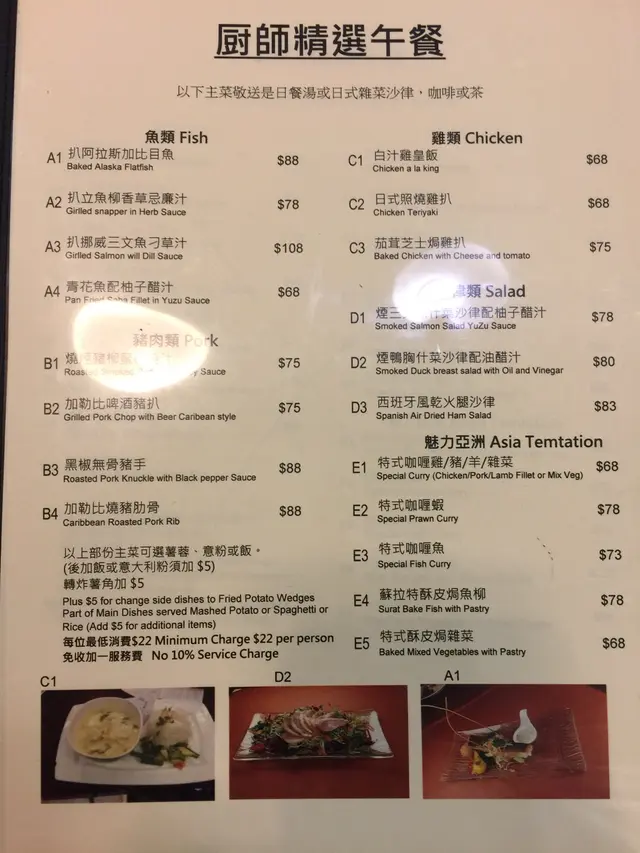 厨師精選午餐
以下主菜敬送是日餐湯或日式雜菜沙律，咖啡或茶
魚類 Fish
A1 扒阿拉斯加比目魚 $88
Baked Alaska Flatfish
A2 扒立魚柳香草忌廉汁 $78
Girlled snapper in Herb Sauce
A3 扒挪威三文魚刁草汁 $108
Girlled Salmon will Dill Sauce
A4 青花魚配柚子醋汁 $68
Pan Fried Saba Fillet in Yuzu Sauce
豬肉類 Pork
B1 燒 $75
Sauce
B2 加勒比啤酒豬扒 $75
Grilled Pork Chop with Beer Caribean style
B3 黑椒無骨豬手 $88
Roasted Pork Knuckle with Black pepper Sauce
B4 加勒比燒豬肋骨 $88
Caribbean Roasted Pork Rib
以上部份主菜可選薯蓉、意粉或飯。
(後加飯或意大利粉須加 $5)
轉炸薯角加 $5
Plus $5 for change side dishes to Fried Potato Wedges
Part of Main Dishes served Mashed Potato or Spaghetti or
Rice (Add $5 for additional items)
每位最低消費$22 Minimum Charge $22 per person
免收加一服務費 No 10% Service Charge
雞類 Chicken
C1 白汁雞皇飯 $68
Chicken a la king
C2 日式照燒雞扒 $68
Chicken Teriyaki
C3 茄茸芝士焗雞扒 $75
Baked Chicken with Cheese and tomato
類 Salad
D1 煙三 沙律配柚子醋汁 $78
Smoked Salmon Salad YuZu Sauce
D2 煙鴨胸什菜沙律配油醋汁 $80
Smoked Duck breast salad with Oil and Vinegar
D3 西班牙風乾火腿沙律 $83
Spanish Air Dried Ham Salad
魅力亞洲 Asia Temtation
E1 特式咖喱雞/豬/羊/雜菜 $68
Special Curry (Chicken/Pork/Lamb Fillet or Mix Veg)
E2 特式咖喱蝦 $78
Special Prawn Curry
E3 特式咖喱魚 $73
Special Fish Curry
E4 蘇拉特酥皮焗魚柳 $78
Surat Bake Fish with Pastry
E5 特式酥皮焗雜菜 $68
Baked Mixed Vegetables with Pastry
C1
D2
A1